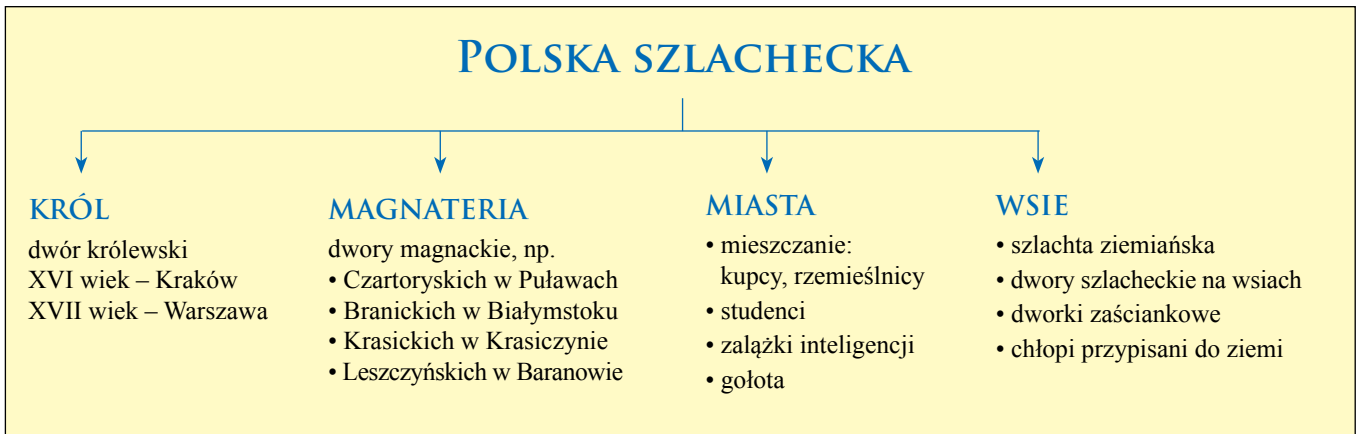 POLSKA SZLACHECKA
KRÓL
dwór królewski
XVI wiek – Kraków
XVII wiek – Warszawa
MAGNATERIA
dwory magnackie, np.
• Czartoryskich w Puławach
• Branickich w Białymstoku
• Krasickich w Krasiczynie
• Leszczyńskich w Baranowie
MIASTA
• mieszczanie:
kupcy, rzemieślnicy
• studenci
• zalążki inteligencji
• gołota
WSIE
• szlachta ziemiańska
• dwory szlacheckie na wsiach
• dworki zaściankowe
• chłopi przypisani do ziemi